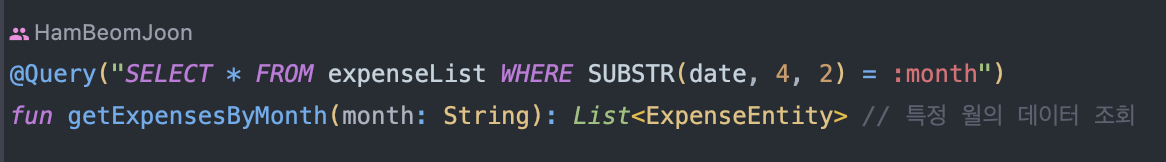 HamBeomJoon
@Query("SELECT * FROM expenseList WHERE SUBSTR(date, 4, 2) = :month")
fun getExpensesByMonth(month: String): List<ExpenseEntity> // 특정 월의 데이터 조회